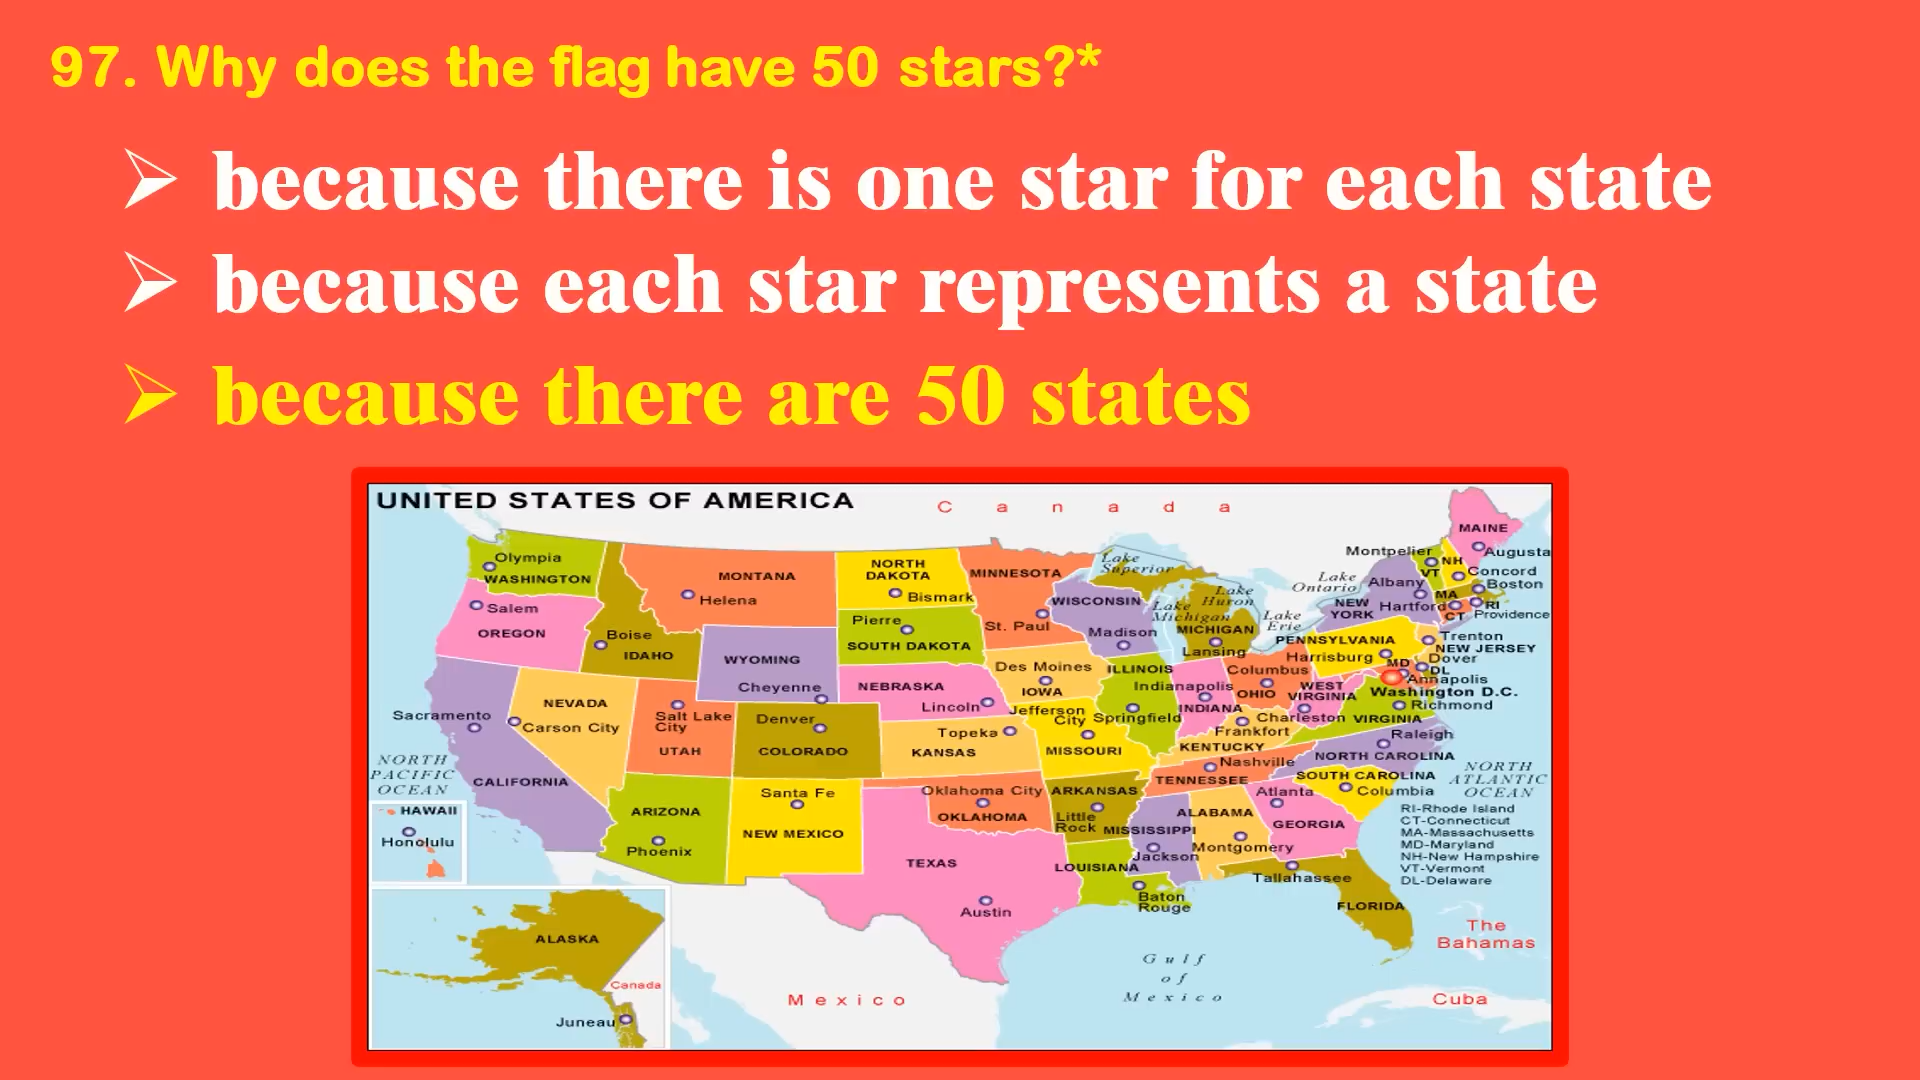 97. Why does the flag have 50 stars?*
➢ because there is one star for each state
➢ because each star represents a state
➢ because there are 50 states
UNITED STATES OF AMERICA
Canada
MAINE
Augusta
Montpelier
VT
NH
Concord
Boston
MA
Albany
NEW YORK
Hartford
CT
RI
Providence
Olympia
WASHINGTON
Salem
OREGON
Boise
IDAHO
MONTANA
Helena
NORTH DAKOTA
Bismark
MINNESOTA
St. Paul
Lake Superior
WISCONSIN
Madison
Lake Michigan
Lake Huron
MICHIGAN
Lansing
Lake Ontario
Lake Erie
PENNSYLVANIA
Harrisburg
Trenton
NEW JERSEY
Dover
DL
MD
Annapolis
Washington D.C.
Pierre
SOUTH DAKOTA
WYOMING
Cheyenne
NEBRASKA
Lincoln
Des Moines
IOWA
ILLINOIS
Springfield
Indianapolis
INDIANA
Columbus
OHIO
WEST VIRGINIA
Charleston
VIRGINIA
Richmond
Sacramento
CALIFORNIA
NEVADA
Carson City
Salt Lake City
UTAH
Denver
COLORADO
Topeka
KANSAS
Jefferson City
MISSOURI
Frankfort
KENTUCKY
Nashville
TENNESSEE
Raleigh
NORTH CAROLINA
SOUTH CAROLINA
Columbia
NORTH PACIFIC OCEAN
NORTH ATLANTIC OCEAN
HAWAII
Honolulu
ARIZONA
Phoenix
Santa Fe
NEW MEXICO
Oklahoma City
OKLAHOMA
ARKANSAS
Little Rock
MISSISSIPPI
Jackson
ALABAMA
Montgomery
Atlanta
GEORGIA
RI-Rhode Island
CT-Connecticut
MA-Massachusetts
MD-Maryland
NH-New Hampshire
VT-Vermont
DL-Delaware
TEXAS
Austin
LOUISIANA
Baton Rouge
Tallahassee
FLORIDA
The Bahamas
ALASKA
Canada
Juneau
Mexico
Gulf of Mexico
Cuba